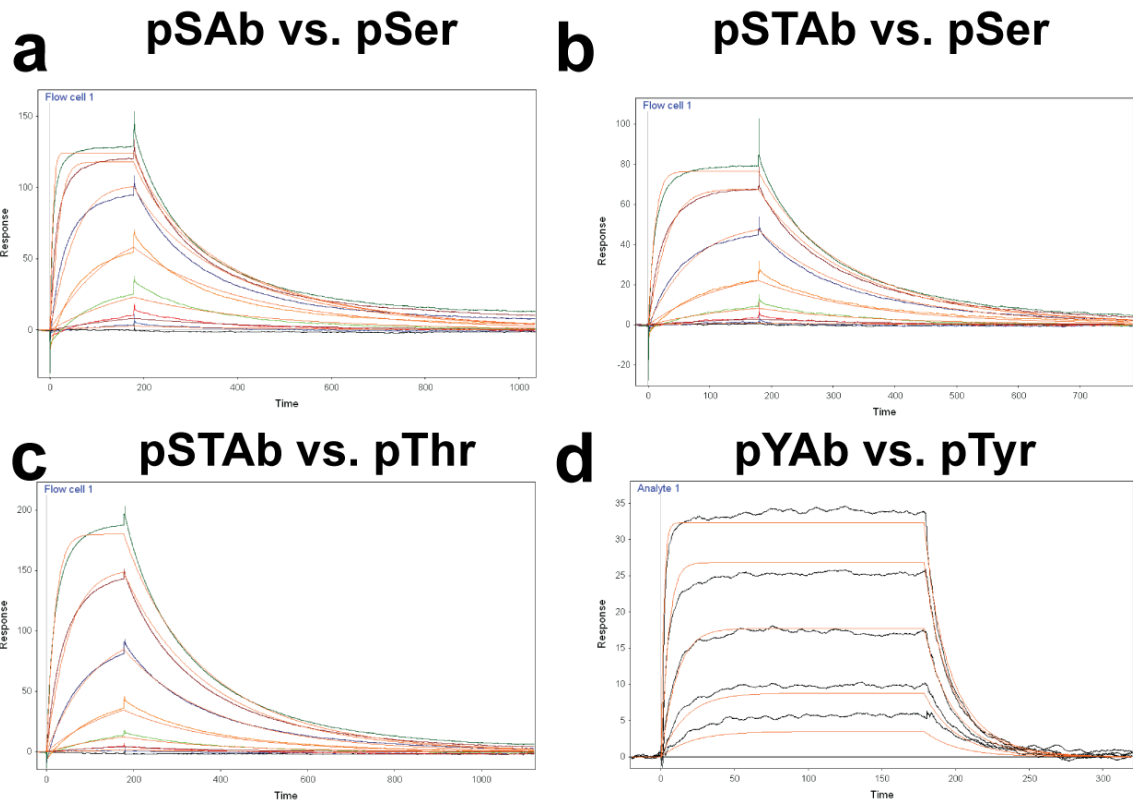 a
pSAb vs. pSer
Flow cell 1
150
100
50
0
Response
0
200
400
600
800
1000
Time
b
pSTAb vs. pSer
Flow cell 1
100
80
60
40
20
0
-20
Response
0
100
200
300
400
500
600
700
Time
c
pSTAb vs. pThr
Flow cell 1
200
150
100
50
0
Response
0
200
400
600
800
1000
Time
d
pYAb vs. pTyr
Analyte 1
35
30
25
20
15
10
5
0
Response
0
50
100
150
200
250
300
Time